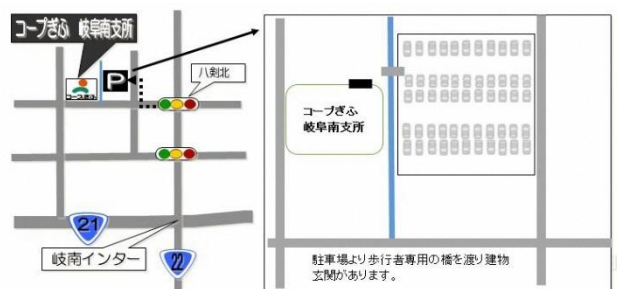 コープぎふ 岐阜南支所
コープぎふ
P
八剣北
21
岐南インター
22
コープぎふ
岐阜南支所
駐車場より歩行者専用の橋を渡り建物
玄関があります。